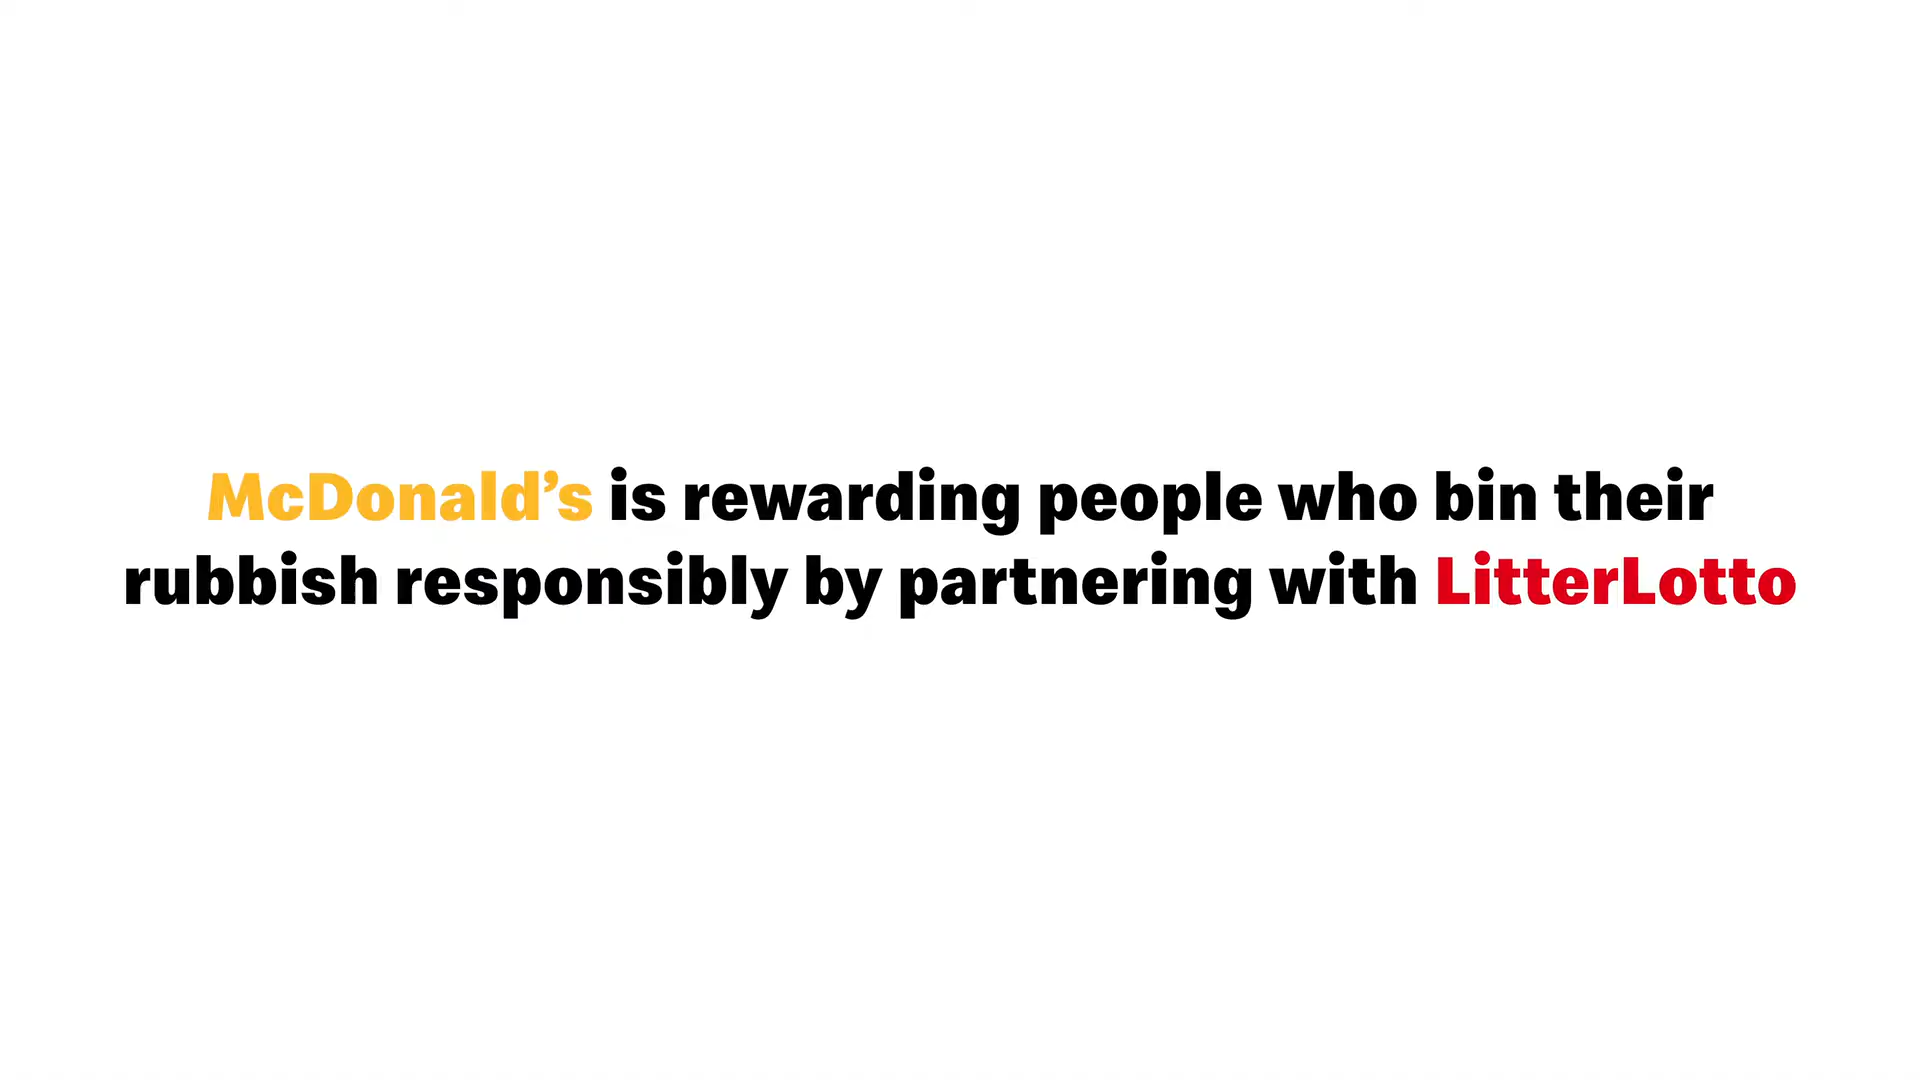 McDonald’s is rewarding people who bin their
rubbish responsibly by partnering with LitterLotto